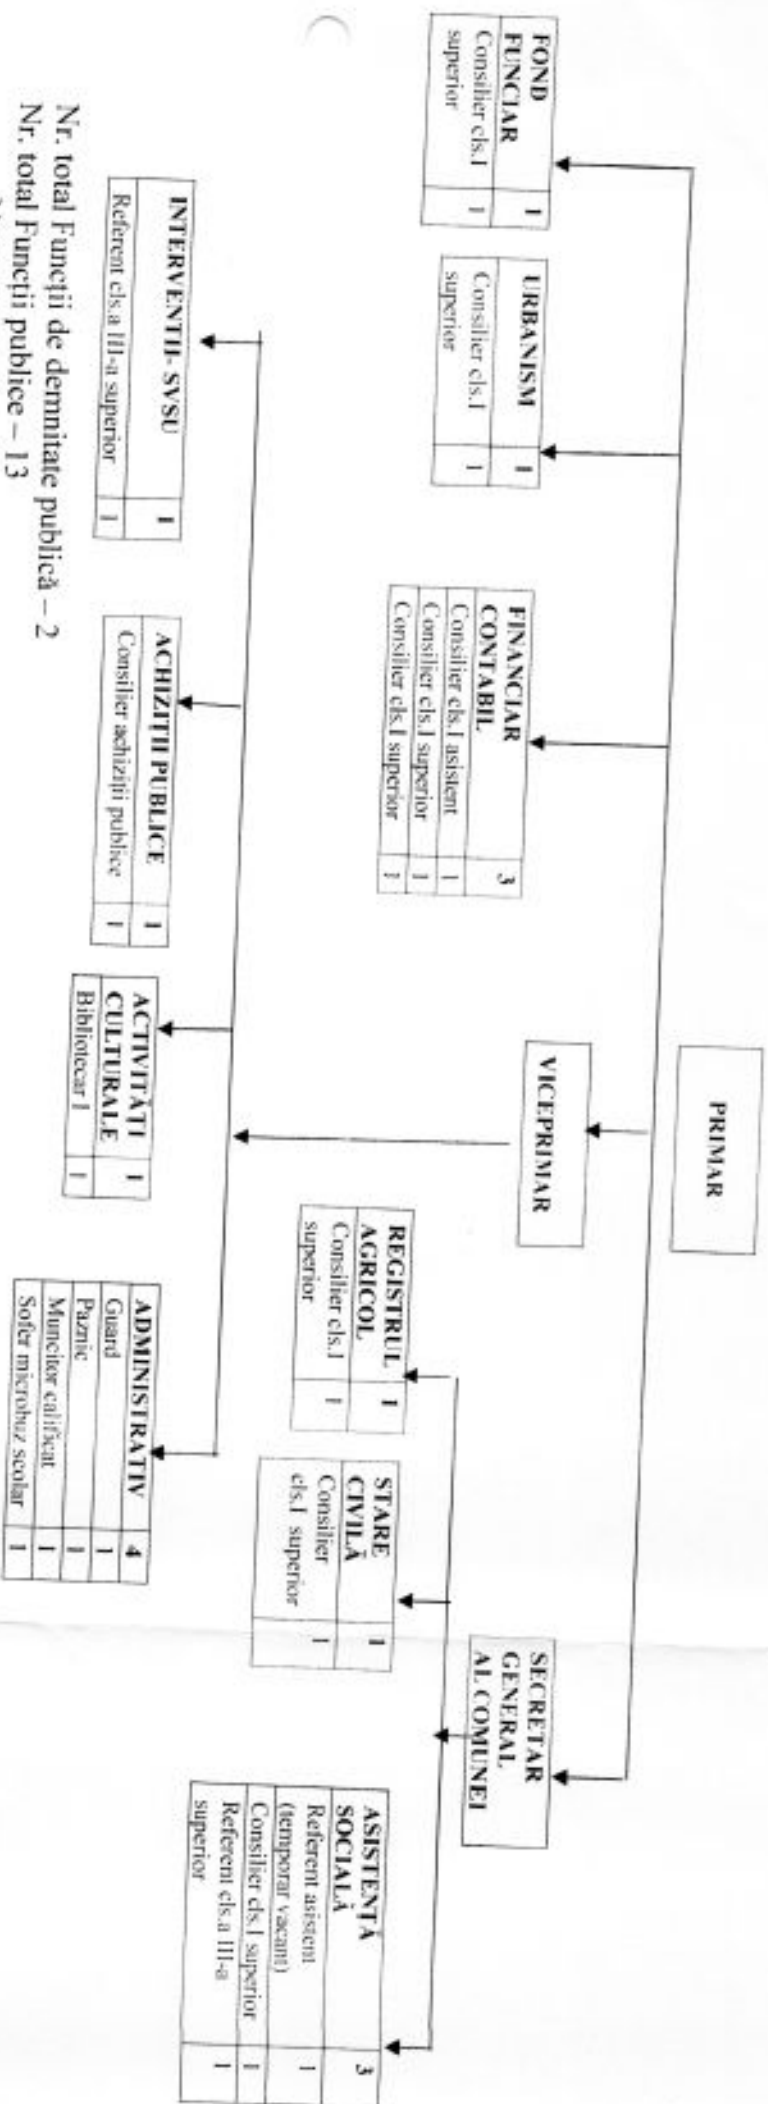 PRIMAR
VICEPRIMAR
SECRETAR
GENERAL
AL COMUNEI
FOND
FUNCIAR 1
Consilier cls.I
superior 1
URBANISM 1
Consilier cls.I
superior 1
FINANCIAR
CONTABIL 3
Consilier cls.I asistent 1
Consilier cls.I superior 1
Consilier cls.I superior 1
REGISTRUL
AGRICOL 1
Consilier cls.I
superior 1
STARE
CIVILĂ 1
Consilier
cls.I superior 1
ASISTENȚĂ
SOCIALĂ 3
Referent asistent
(temporar vacant) 1
Consilier cls.I superior 1
Referent cls.a III-a
superior 1
INTERVENTII- SVSU 1
Referent cls.a III-a superior 1
ACHIZIȚII PUBLICE 1
Consilier achiziții publice 1
ACTIVITĂȚI
CULTURALE 1
Bibliotecar I 1
ADMINISTRATIV 4
Guard 1
Paznic 1
Muncitor calificat 1
Sofer microbuz scolar 1
Nr. total Funcții de demnitate publică – 2
Nr. total Funcții publice – 13